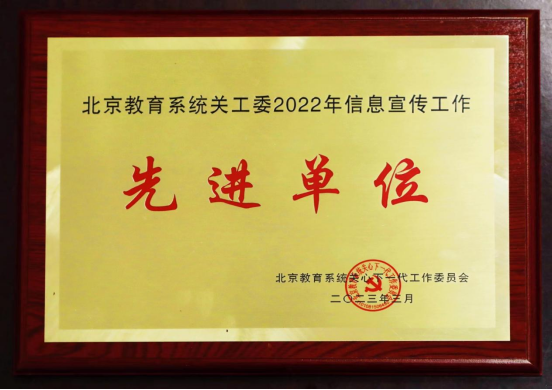 北京教育系统关工委2022年信息宣传工作
先进单位
北京教育系统关心下一代工作委员会
二〇二三年三月